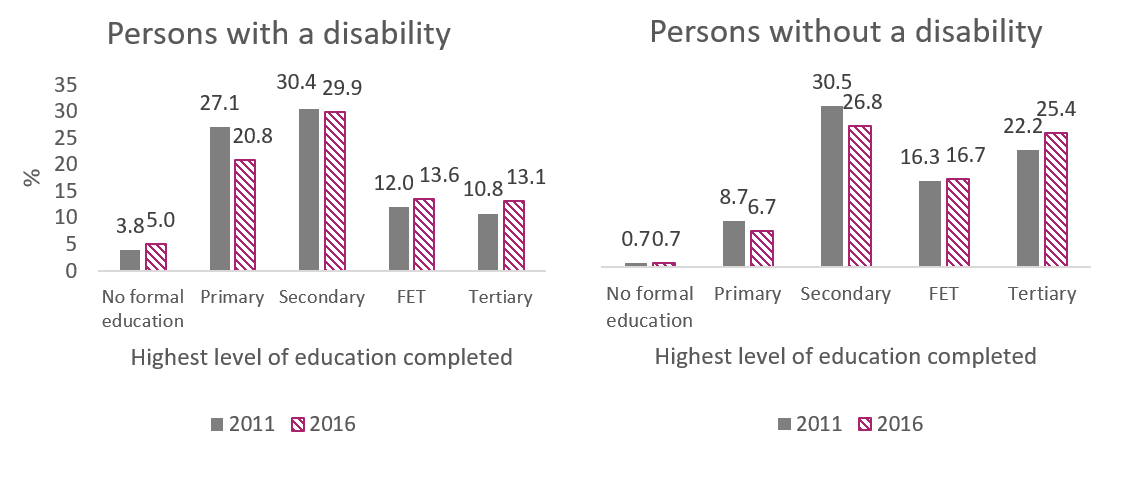 Persons with a disability
35
30
25
20
15
10
5
0
%
3.8 5.0
27.1
20.8
30.4 29.9
12.0 13.6
10.8 13.1
No formal education
Primary
Secondary
FET
Tertiary
Highest level of education completed
2011 2016
Persons without a disability
0.7 0.7
8.7 6.7
30.5
26.8
16.3 16.7
22.2 25.4
No formal education
Primary
Secondary
FET
Tertiary
Highest level of education completed
2011 2016